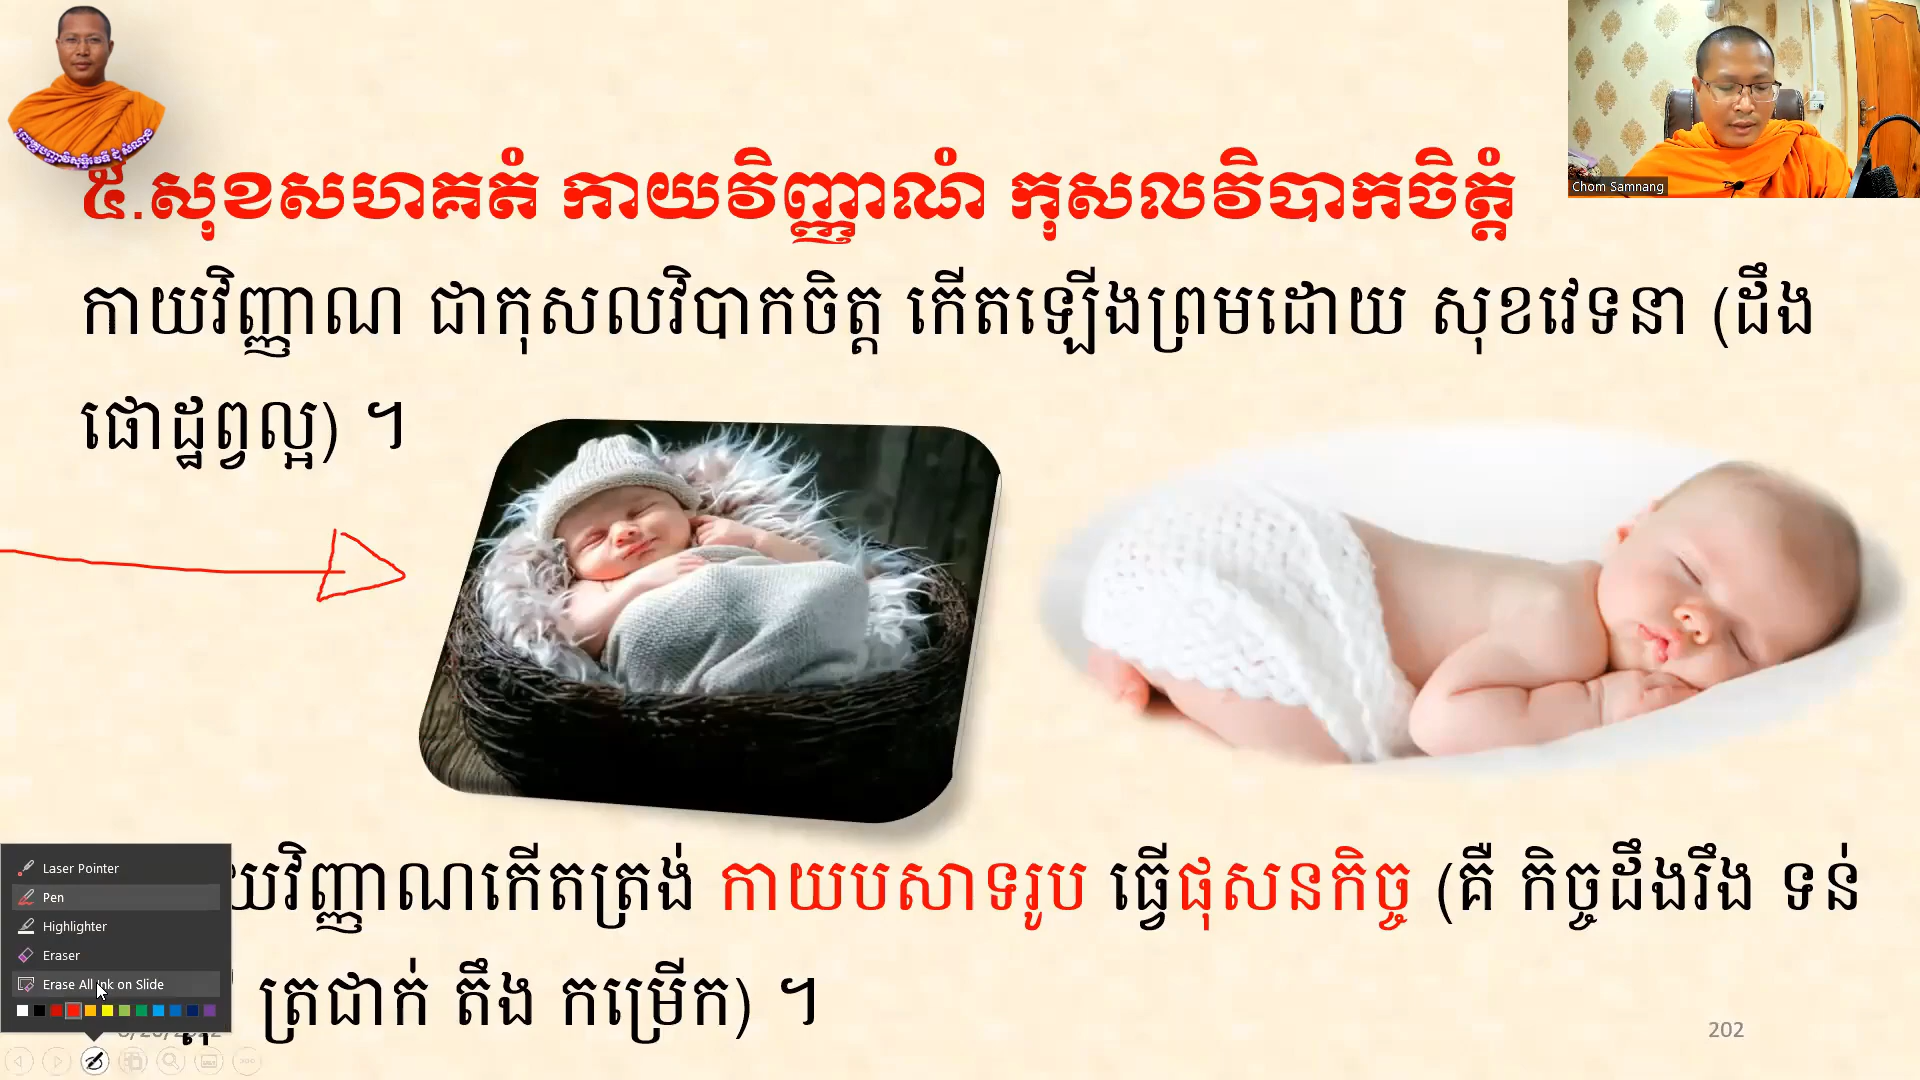 Chom Samnang
៥.សុខសហគតំ កាយវិញ្ញាណំ កុសលវិបាកចិត្តំ
កាយវិញ្ញាណ ជាកុសលវិបាកចិត្ត កើតឡើងព្រមដោយ សុខវេទនា (ដឹង
ផោដ្ឋព្វល្អ) ។
យវិញ្ញាណកើតត្រង់ កាយបសាទរូប ធ្វើផុសនកិច្ច (គឺ កិច្ចដឹងរឹង ទន់
ត្រជាក់ តឹង កម្រើក) ។
Laser Pointer
Pen
Highlighter
Eraser
Erase All Ink on Slide
202